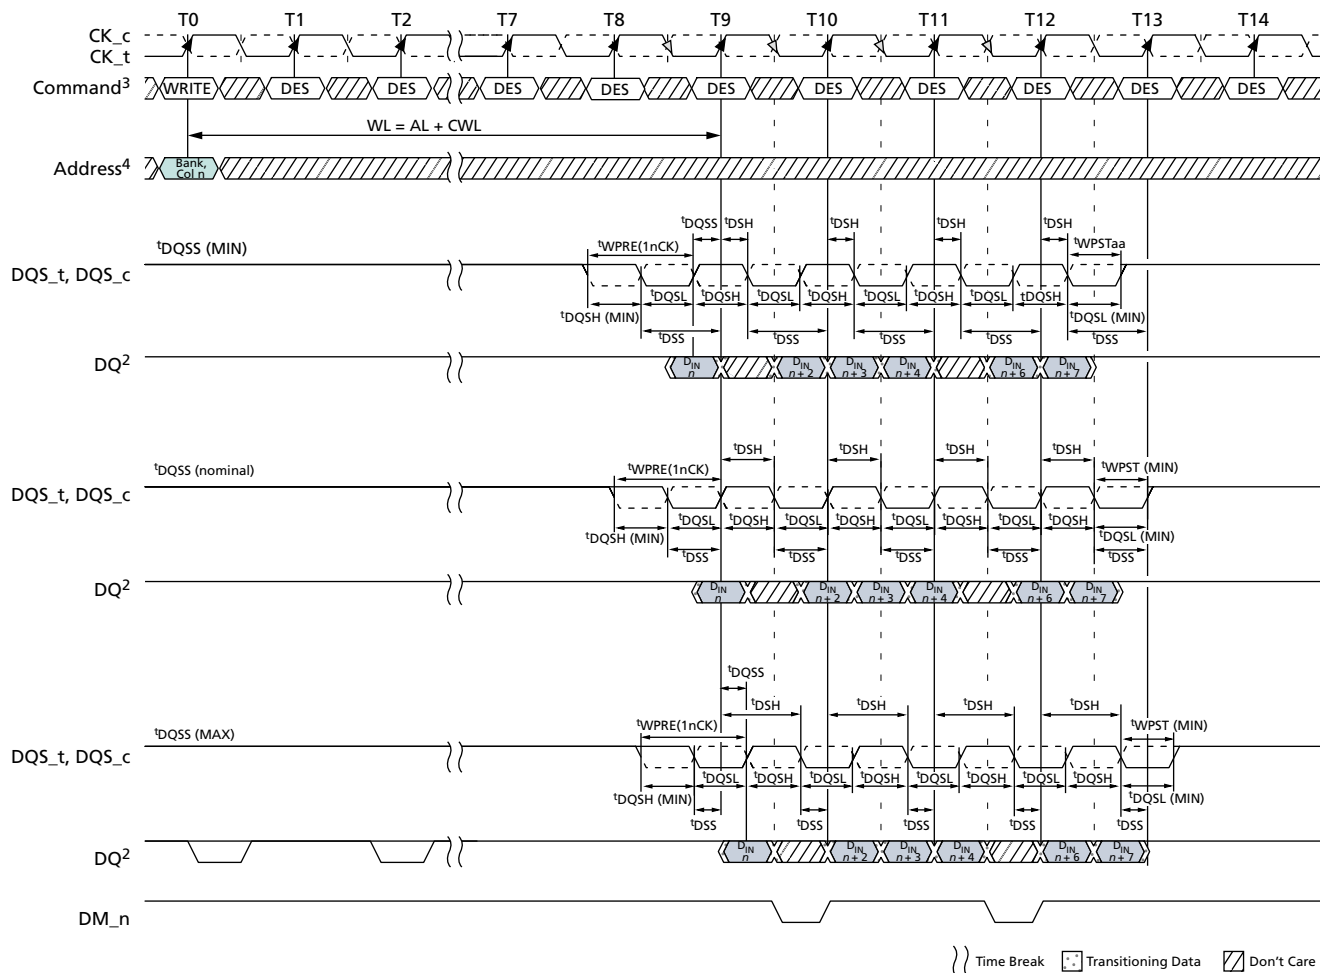 T0 T1 T2 T7 T8 T9 T10 T11 T12 T13 T14
CK_c
CK_t
Command3 WRITE DES DES DES DES DES DES DES DES DES DES
WL = AL + CWL
Address4 Bank, Col n
tDQSS tDSH tDSH tDSH tDSH
tDQSS (MIN) tWPRE(1nCK) tWPSTaa
DQS_t, DQS_c
tDQSL tDQSH tDQSL tDQSH tDQSL tDQSH tDQSL tDQSH
tDQSH (MIN) tDQSL (MIN)
tDSS tDSS tDSS tDSS tDSS
DQ2 DIN n DIN n + 2 DIN n + 3 DIN n + 4 DIN n + 6 DIN n + 7
tDSH tDSH tDSH tDSH
tDQSS (nominal) tWPRE(1nCK) tWPST (MIN)
DQS_t, DQS_c
tDQSL tDQSH tDQSL tDQSH tDQSL tDQSH tDQSL tDQSH
tDQSH (MIN) tDQSL (MIN)
tDSS tDSS tDSS tDSS tDSS
DQ2 DIN n DIN n + 2 DIN n + 3 DIN n + 4 DIN n + 6 DIN n + 7
tDQSS
tDSH tDSH tDSH tDSH
tDQSS (MAX) tWPRE(1nCK) tWPST (MIN)
DQS_t, DQS_c
tDQSL tDQSH tDQSL tDQSH tDQSL tDQSH tDQSL tDQSH
tDQSH (MIN) tDQSL (MIN)
tDSS tDSS tDSS tDSS tDSS
DQ2 DIN n DIN n + 2 DIN n + 3 DIN n + 4 DIN n + 6 DIN n + 7
DM_n
Time Break Transitioning Data Don't Care